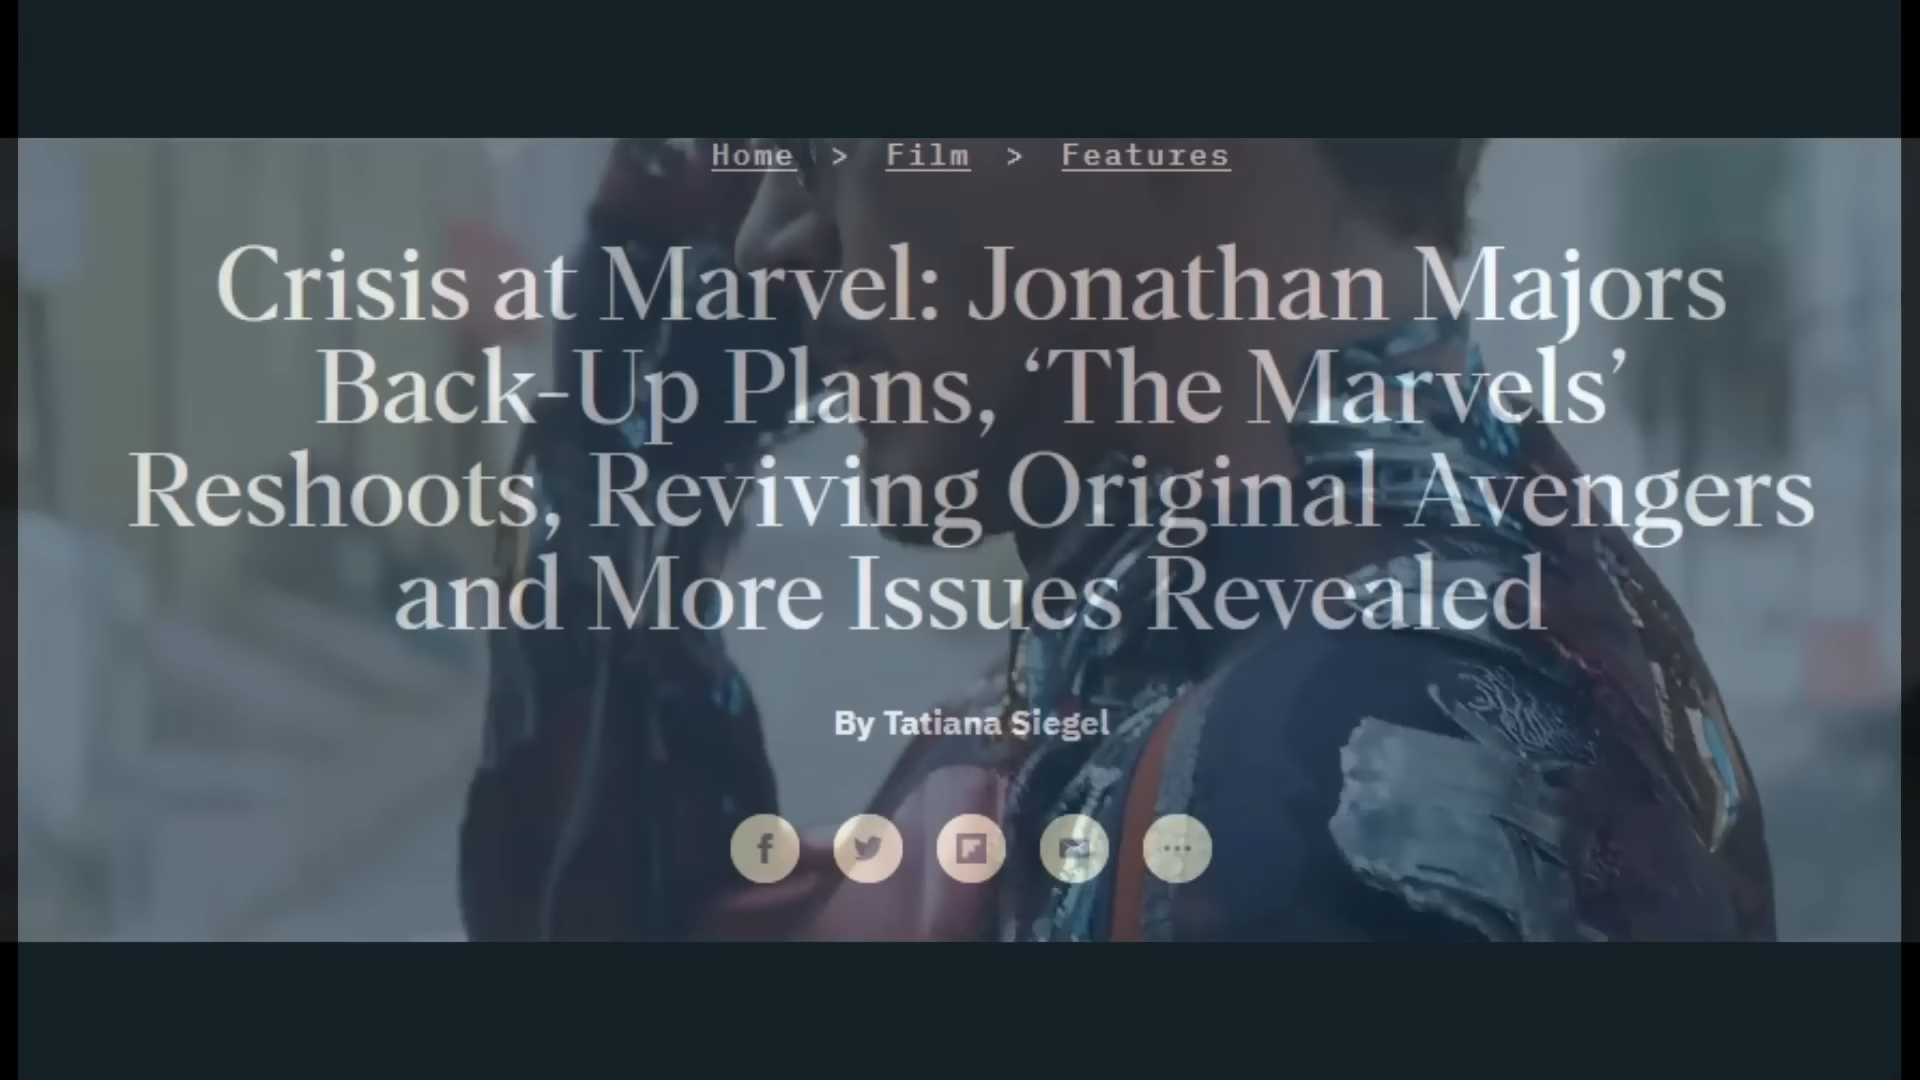 Home > Film > Features
Crisis at Marvel: Jonathan Majors
Back-Up Plans, ‘The Marvels’
Reshoots, Reviving Original Avengers
and More Issues Revealed
By Tatiana Siegel